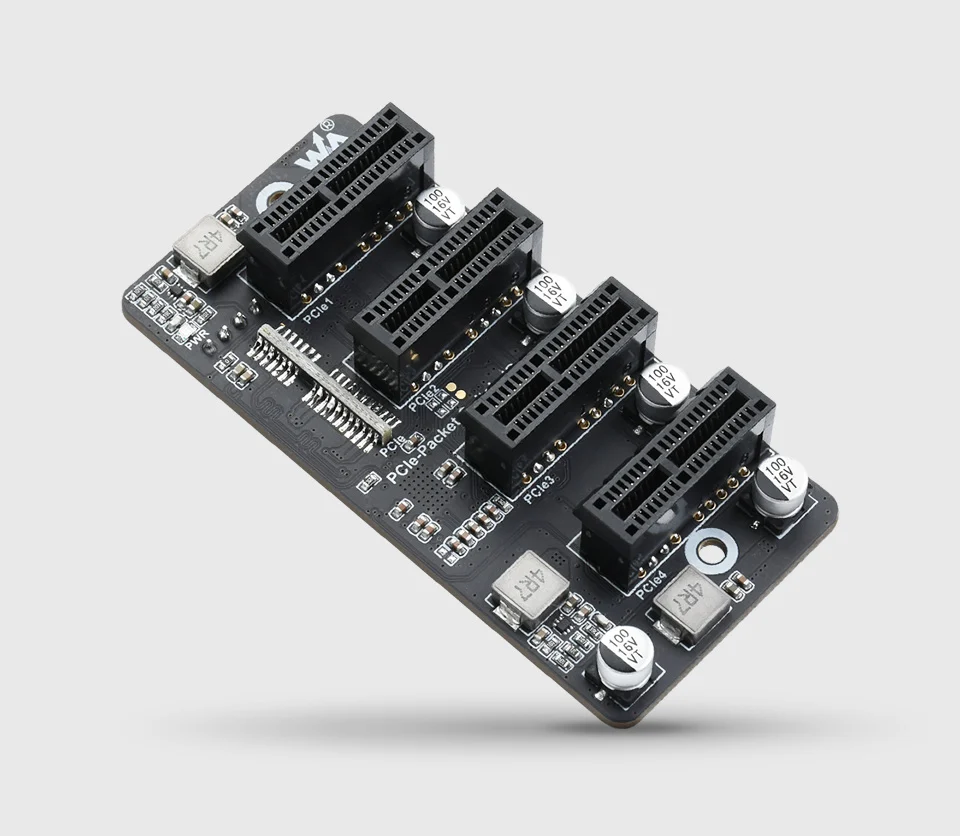 WA®
4R7
PWR
PCIe1
100
16V
VT
PCIe2
100
16V
VT
PCIe
PCIe-Packet
PCIe3
100
16V
VT
PCIe4
100
16V
VT
4R7
4R7
100
16V
VT